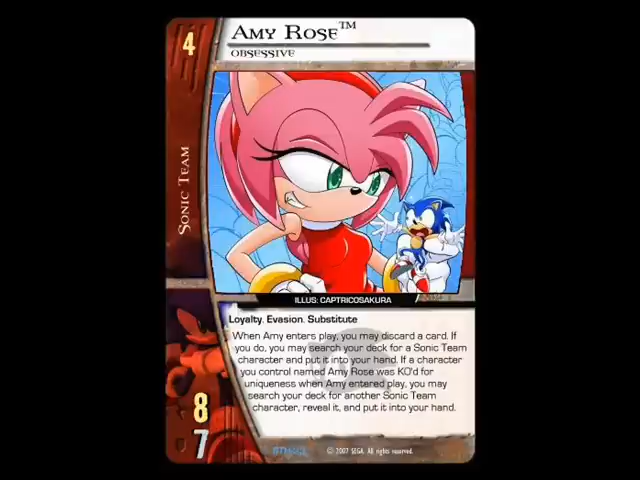 4
AMY ROSE™
OBSESSIVE
SONIC TEAM
ILLUS: CAPTRICOSAKURA
Loyalty. Evasion. Substitute
When Amy enters play, you may discard a card. If
you do, you may search your deck for a Sonic Team
character and put it into your hand. If a character
you control named Amy Rose was KO'd for
uniqueness when Amy entered play, you may
search your deck for another Sonic Team
character, reveal it, and put it into your hand.
8
7
© 2007 SEGA. All rights reserved.